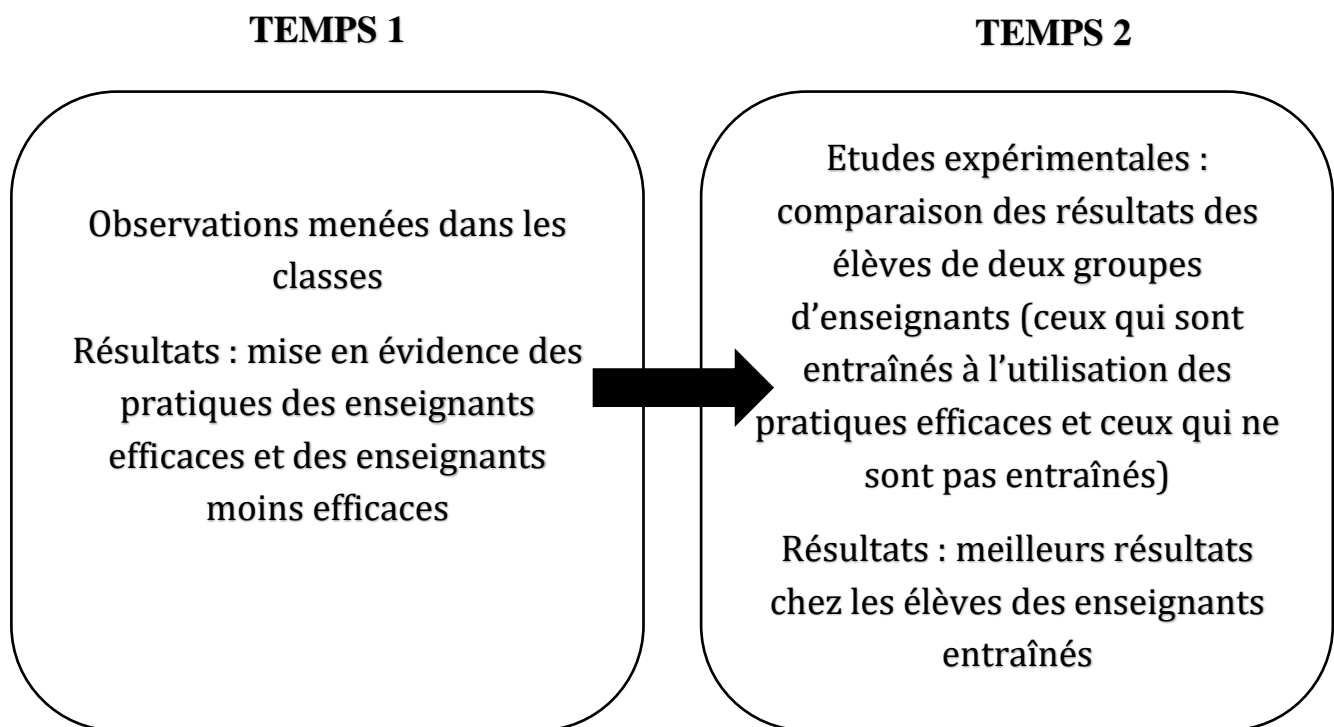 TEMPS 1
Observations menées dans les
classes
Résultats : mise en évidence des
pratiques des enseignants
efficaces et des enseignants
moins efficaces
TEMPS 2
Etudes expérimentales :
comparaison des résultats des
élèves de deux groupes
d’enseignants (ceux qui sont
entraînés à l’utilisation des
pratiques efficaces et ceux qui ne
sont pas entraînés)
Résultats : meilleurs résultats
chez les élèves des enseignants
entraînés